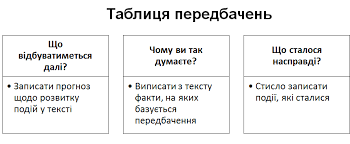 Таблиця передбачень
Що
відбуватиметься
далі?
• Записати прогноз
щодо розвитку
подій у тексті
Чому ви так
думаєте?
• Виписати з тексту
факти, на яких
базується
передбачення
Що сталося
насправді?
• Стисло записати
події, які сталися